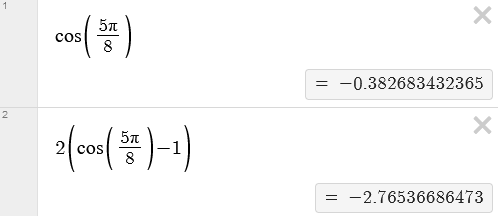 1
cos(5π/8)
= −0.382683432365
2
2(cos(5π/8)−1)
= −2.76536686473